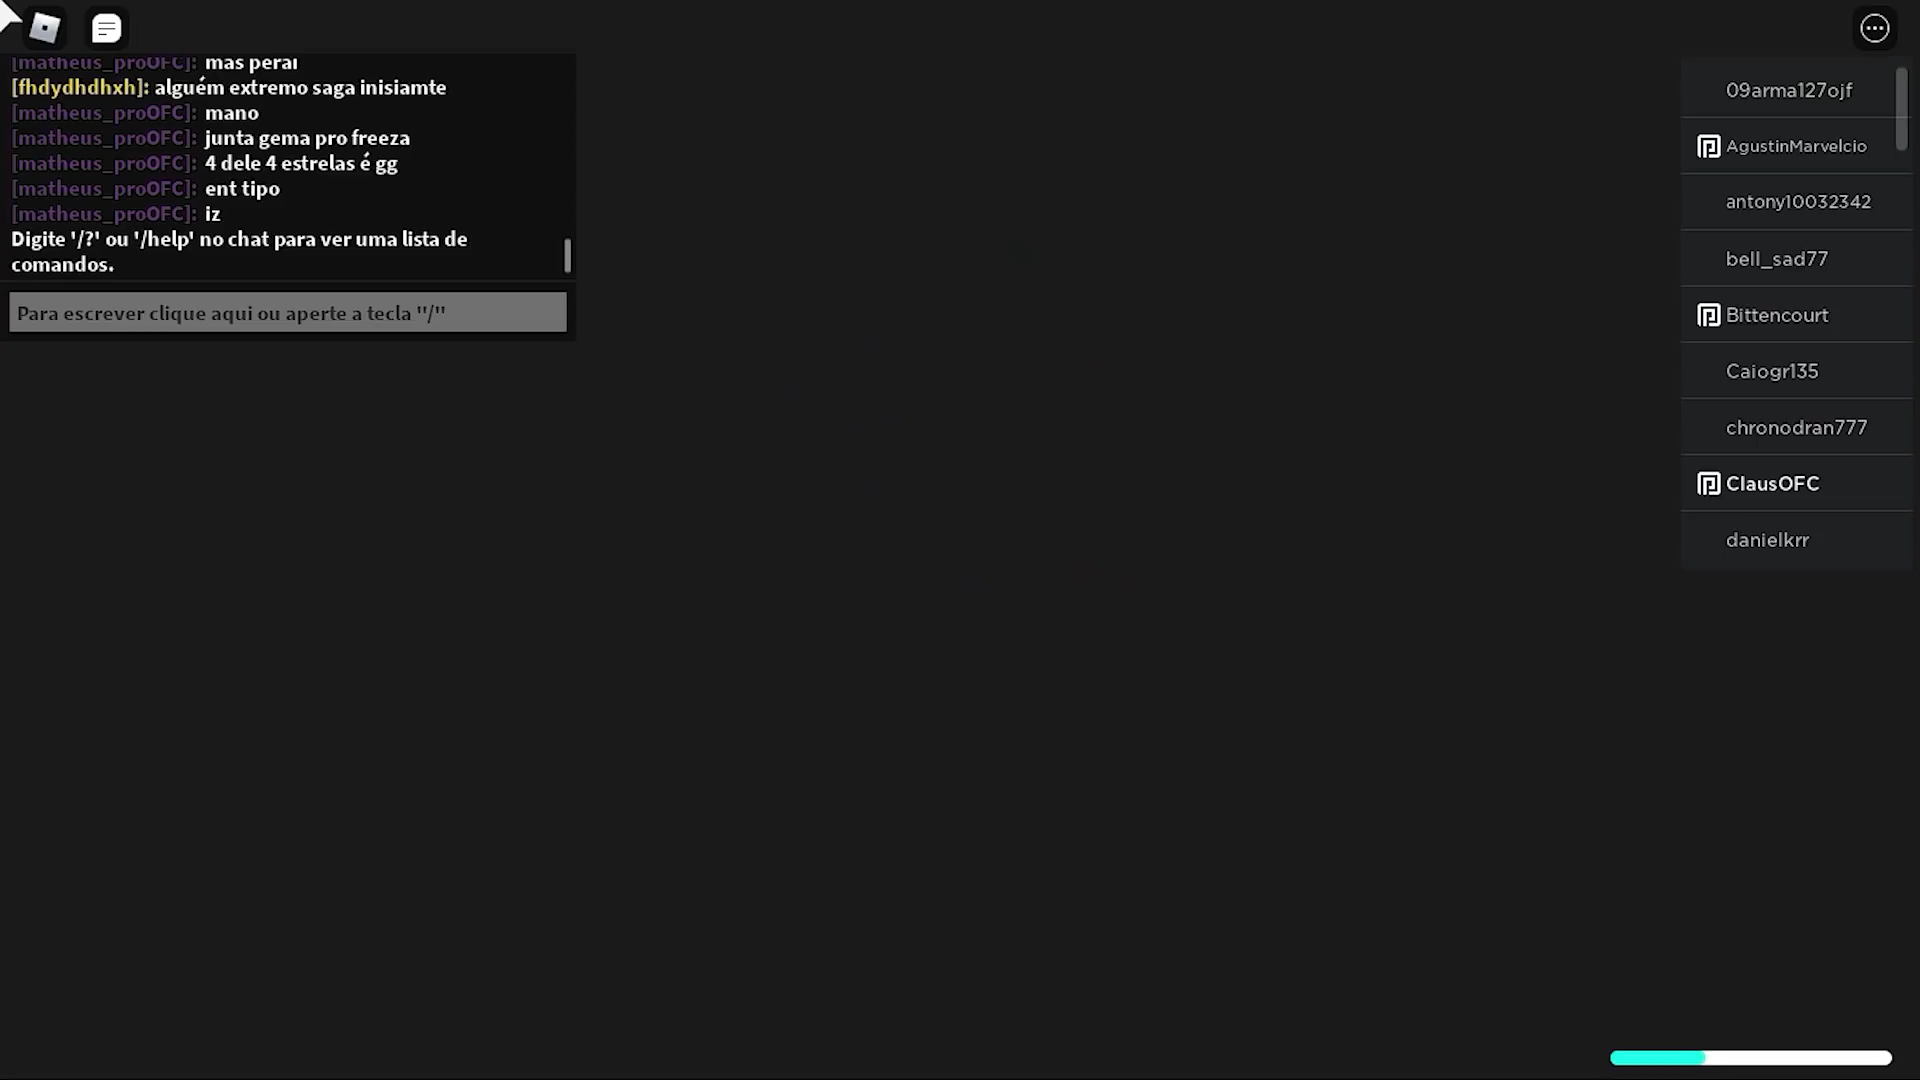 [matheus_proOFC]: mas perai
[fhdydhdhxh]: alguém extremo saga inisiamte
[matheus_proOFC]: mano
[matheus_proOFC]: junta gema pro freeza
[matheus_proOFC]: 4 dele 4 estrelas é gg
[matheus_proOFC]: ent tipo
[matheus_proOFC]: iz
Digite '/?' ou '/help' no chat para ver uma lista de
comandos.
Para escrever clique aqui ou aperte a tecla "/"
09arma127ojf
AgustinMarvelcio
antony10032342
bell_sad77
Bittencourt
Caiogr135
chronodran777
ClausOFC
danielkrr